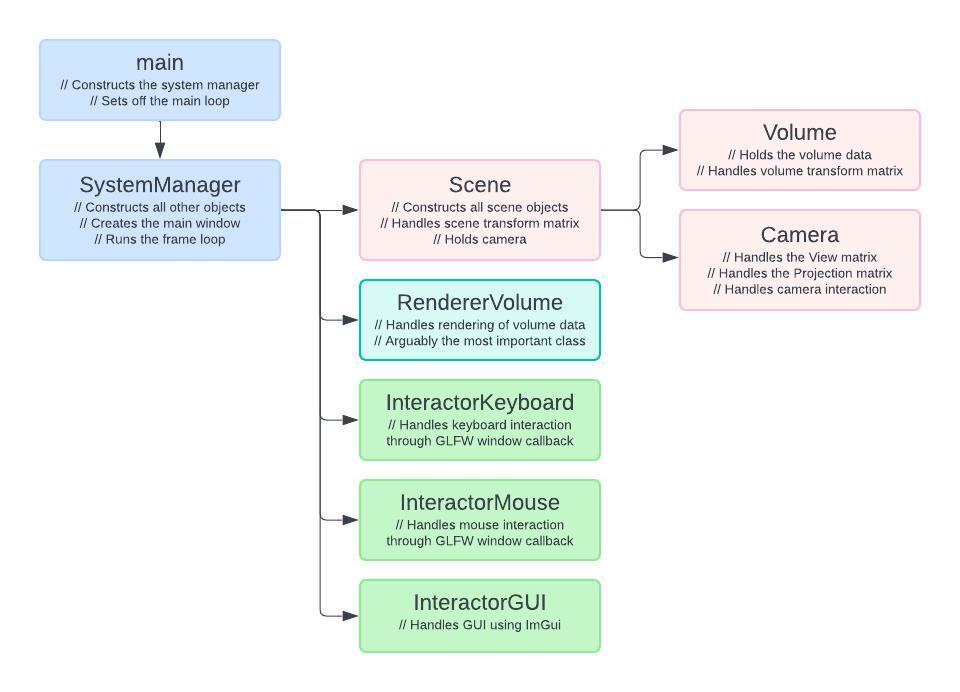 main
// Constructs the system manager
// Sets off the main loop
SystemManager
// Constructs all other objects
// Creates the main window
// Runs the frame loop
Scene
// Constructs all scene objects
// Handles scene transform matrix
// Holds camera
Volume
// Holds the volume data
// Handles volume transform matrix
Camera
// Handles the View matrix
// Handles the Projection matrix
// Handles camera interaction
RendererVolume
// Handles rendering of volume data
// Arguably the most important class
InteractorKeyboard
// Handles keyboard interaction
through GLFW window callback
InteractorMouse
// Handles mouse interaction
through GLFW window callback
InteractorGUI
// Handles GUI using ImGui